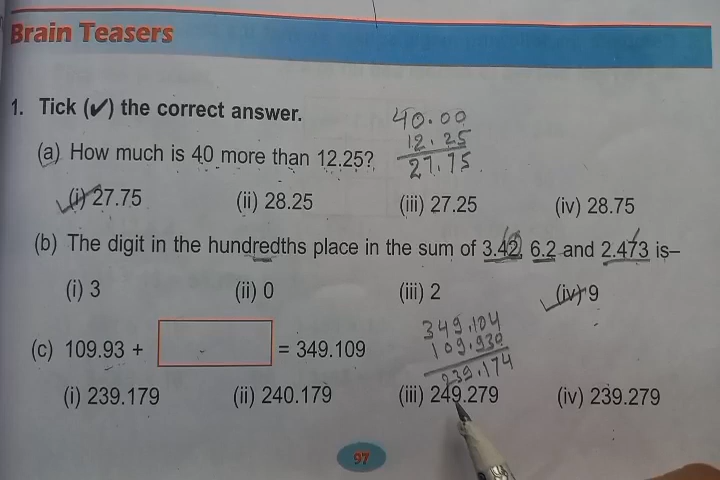 Brain Teasers
1. Tick (✔) the correct answer.
(a) How much is 40 more than 12.25?
40.00
12.25
27.75
(i) 27.75 (ii) 28.25 (iii) 27.25 (iv) 28.75
(b) The digit in the hundredths place in the sum of 3.42, 6.2 and 2.473 is–
(i) 3 (ii) 0 (iii) 2 (iv) 9
(c) 109.93 + = 349.109
349.104
109.930
239.174
(i) 239.179 (ii) 240.179 (iii) 249.279 (iv) 239.279
97